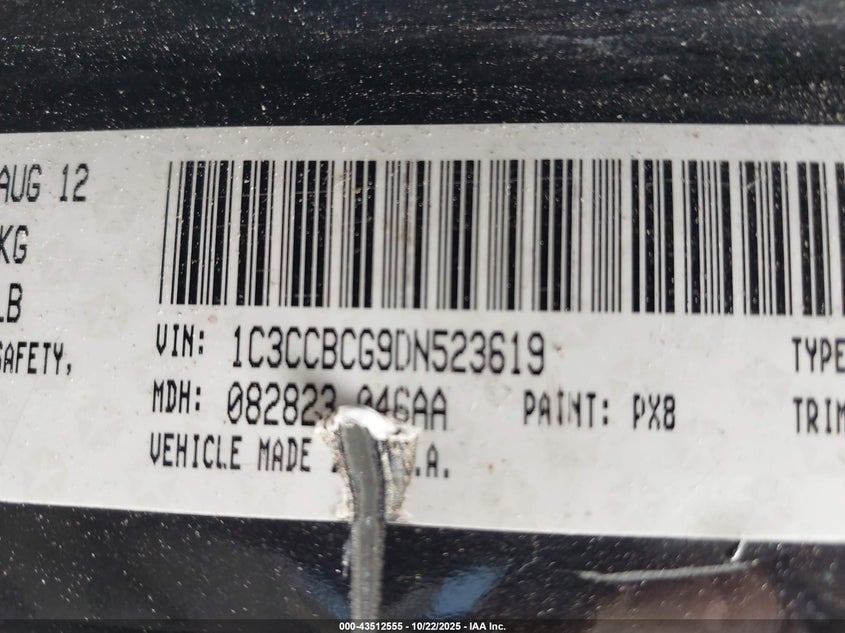 AUG 12
KG
LB
SAFETY,
VIN: 1C3CCBCG9DN523619
MDH: 082823 046AA
PAINT: PX8
VEHICLE MADE .A.
TYPE
TRIM
000-43512555 - 10/22/2025 - IAA Inc.